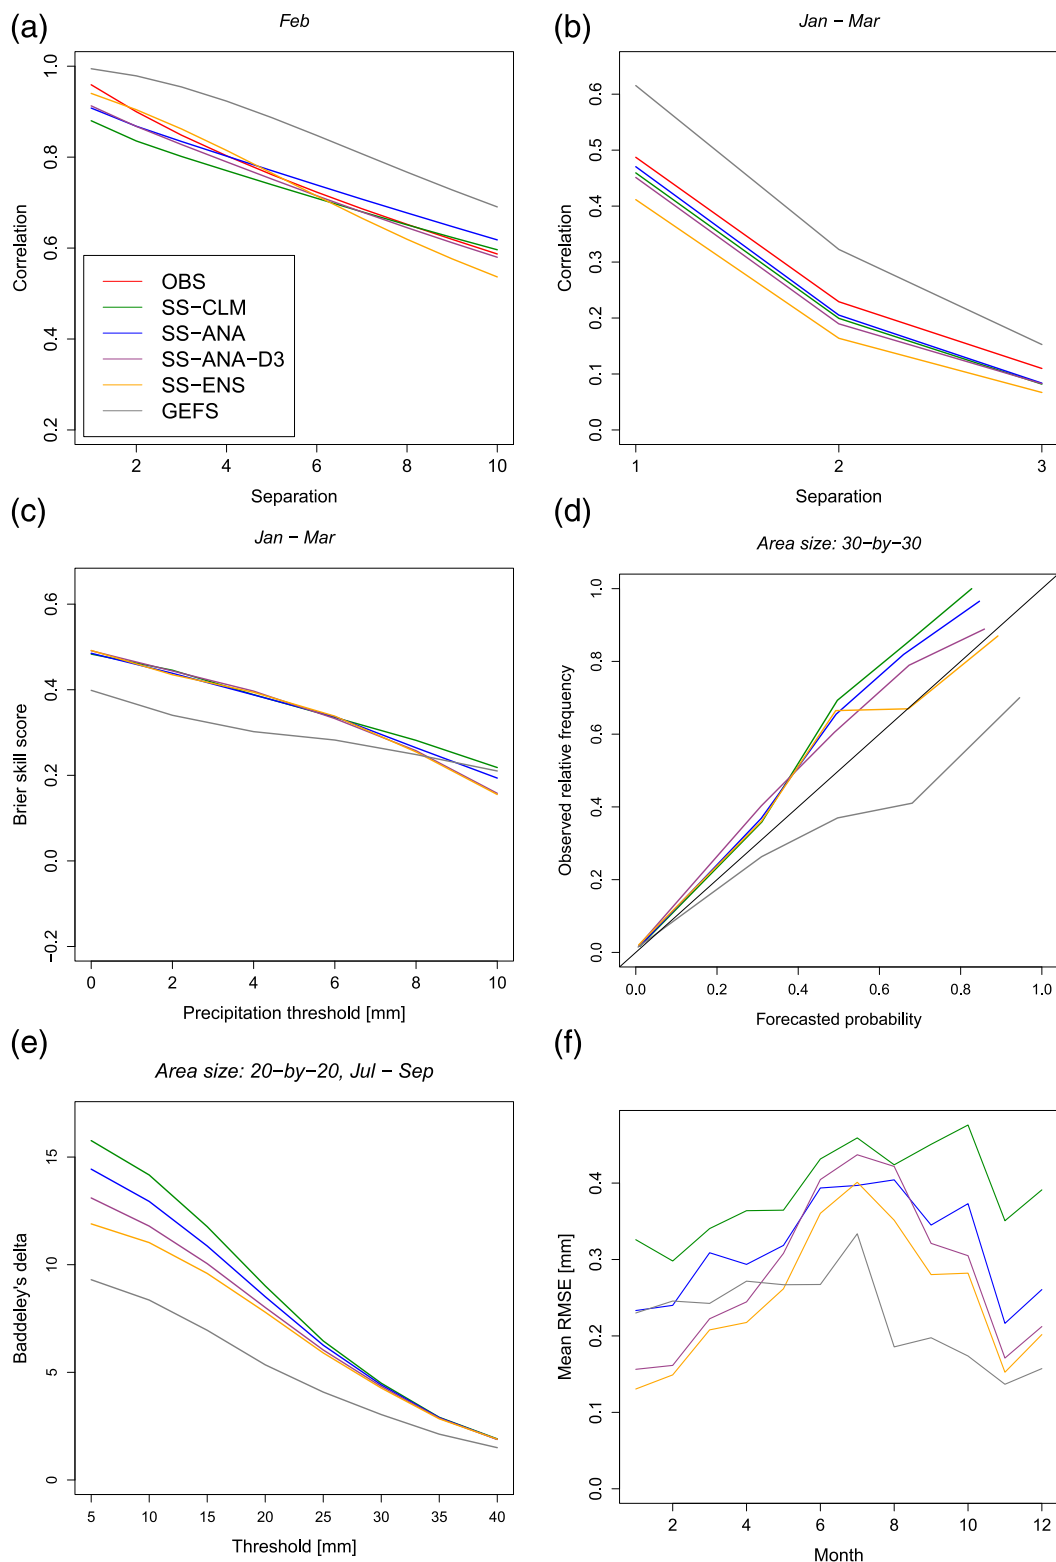 (a)
Feb
Correlation
0.2 0.4 0.6 0.8 1.0
OBS
SS−CLM
SS−ANA
SS−ANA−D3
SS−ENS
GEFS
2 4 6 8 10
Separation
(b)
Jan − Mar
Correlation
0.0 0.1 0.2 0.3 0.4 0.5 0.6
1 2 3
Separation
(c)
Jan − Mar
Brier skill score
−0.2 0.0 0.2 0.4 0.6
0 2 4 6 8 10
Precipitation threshold [mm]
(d)
Area size: 30−by−30
Observed relative frequency
0.0 0.2 0.4 0.6 0.8 1.0
0.0 0.2 0.4 0.6 0.8 1.0
Forecasted probability
(e)
Area size: 20−by−20, Jul − Sep
Baddeley's delta
0 5 10 15
5 10 15 20 25 30 35 40
Threshold [mm]
(f)
Mean RMSE [mm]
0.0 0.1 0.2 0.3 0.4
2 4 6 8 10 12
Month